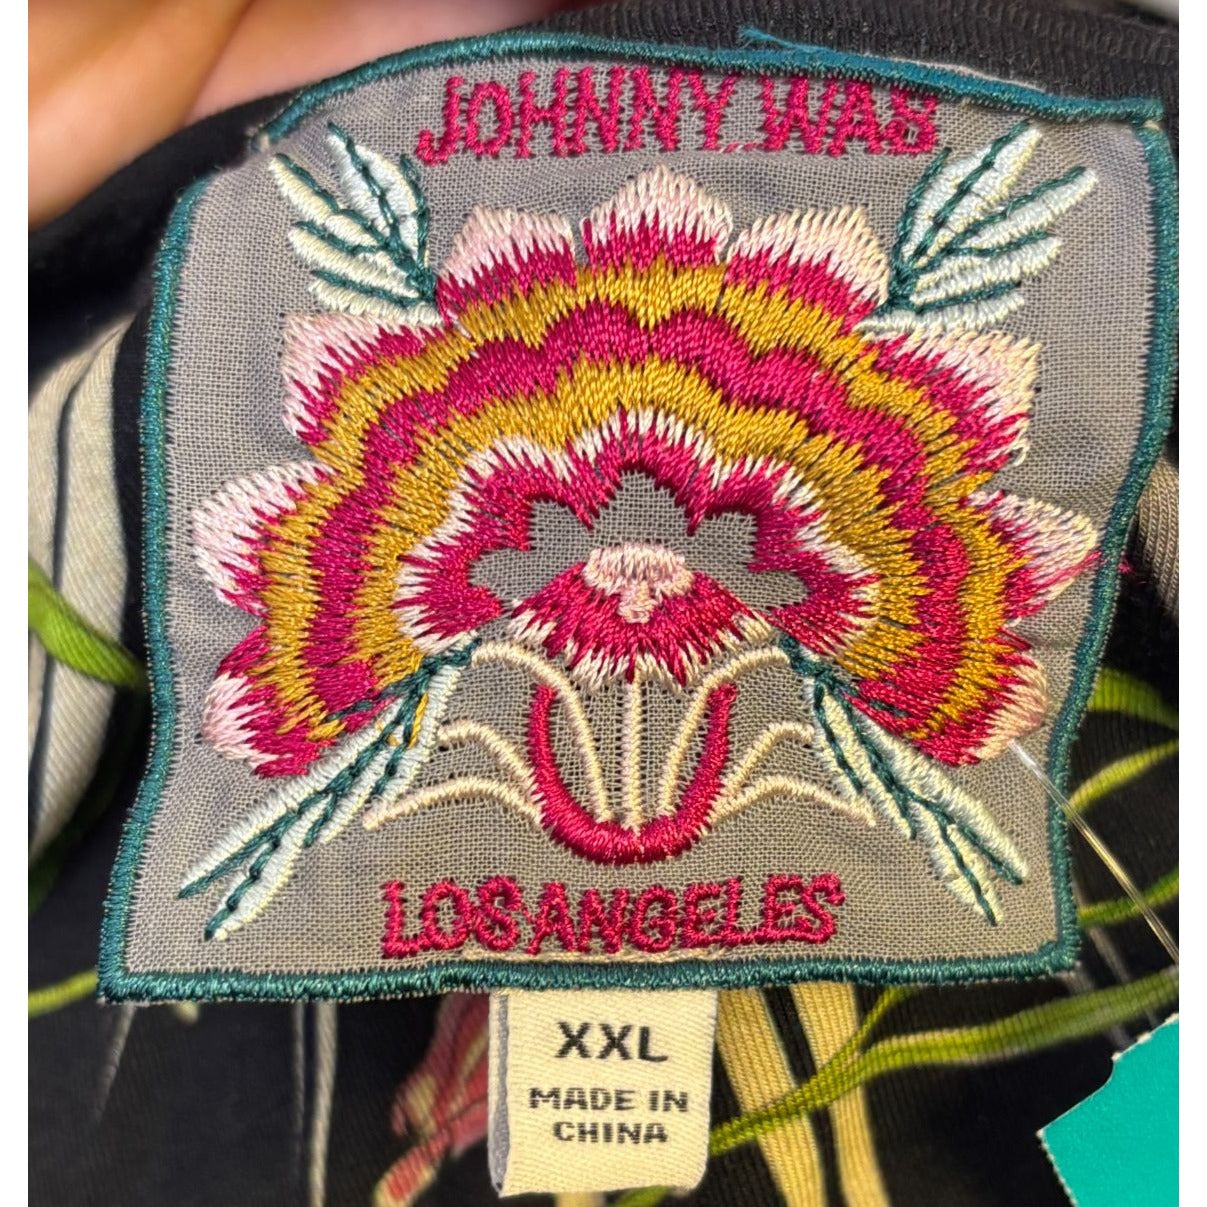 JOHNNY WAS
LOS ANGELES
XXL
MADE IN
CHINA